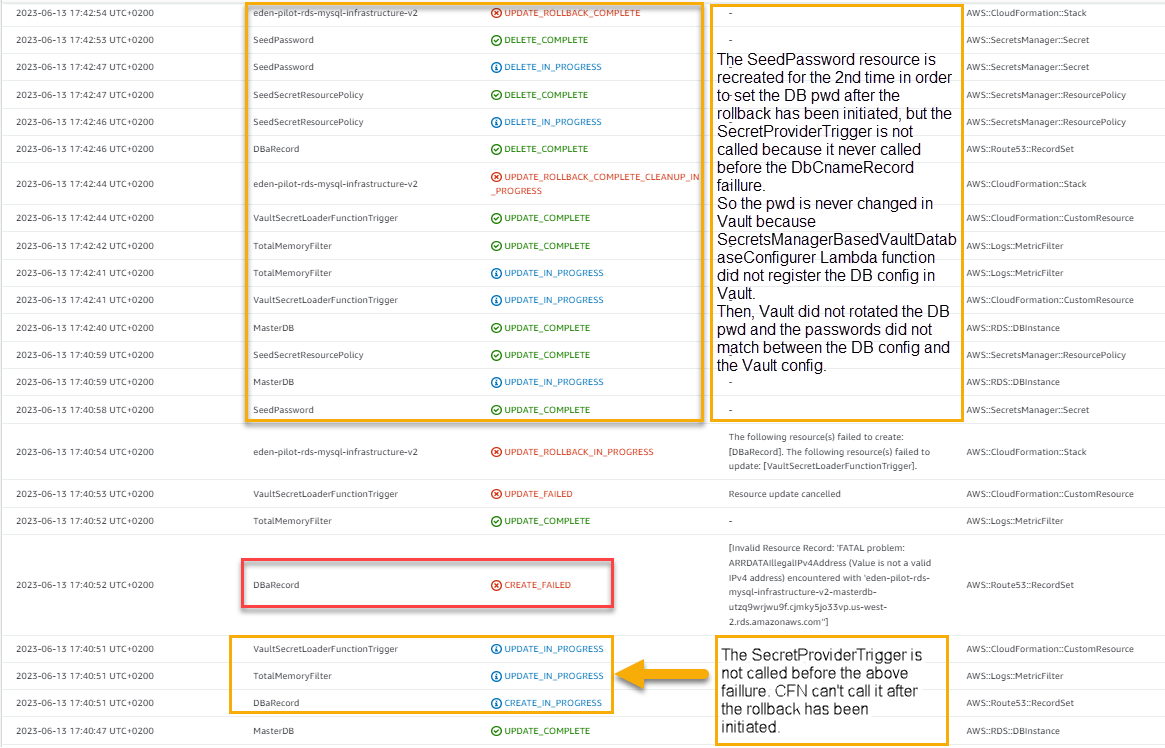 2023-06-13 17:42:54 UTC+0200 eden-pilot-rds-mysql-infrastructure-v2 UPDATE_ROLLBACK_COMPLETE - AWS::CloudFormation::Stack
2023-06-13 17:42:53 UTC+0200 SeedPassword DELETE_COMPLETE - AWS::SecretsManager::Secret
2023-06-13 17:42:47 UTC+0200 SeedPassword DELETE_IN_PROGRESS AWS::SecretsManager::Secret
2023-06-13 17:42:47 UTC+0200 SeedSecretResourcePolicy DELETE_COMPLETE AWS::SecretsManager::ResourcePolicy
2023-06-13 17:42:46 UTC+0200 SeedSecretResourcePolicy DELETE_IN_PROGRESS AWS::SecretsManager::ResourcePolicy
2023-06-13 17:42:46 UTC+0200 DBaRecord DELETE_COMPLETE AWS::Route53::RecordSet
2023-06-13 17:42:44 UTC+0200 eden-pilot-rds-mysql-infrastructure-v2 UPDATE_ROLLBACK_COMPLETE_CLEANUP_IN
_PROGRESS AWS::CloudFormation::Stack
2023-06-13 17:42:44 UTC+0200 VaultSecretLoaderFunctionTrigger UPDATE_COMPLETE AWS::CloudFormation::CustomResource
2023-06-13 17:42:42 UTC+0200 TotalMemoryFilter UPDATE_COMPLETE AWS::Logs::MetricFilter
2023-06-13 17:42:41 UTC+0200 TotalMemoryFilter UPDATE_IN_PROGRESS AWS::Logs::MetricFilter
2023-06-13 17:42:41 UTC+0200 VaultSecretLoaderFunctionTrigger UPDATE_IN_PROGRESS AWS::CloudFormation::CustomResource
2023-06-13 17:42:40 UTC+0200 MasterDB UPDATE_COMPLETE AWS::RDS::DBInstance
2023-06-13 17:40:59 UTC+0200 SeedSecretResourcePolicy UPDATE_COMPLETE AWS::SecretsManager::ResourcePolicy
2023-06-13 17:40:59 UTC+0200 MasterDB UPDATE_IN_PROGRESS - AWS::RDS::DBInstance
2023-06-13 17:40:58 UTC+0200 SeedPassword UPDATE_COMPLETE - AWS::SecretsManager::Secret
The SeedPassword resource is
recreated for the 2nd time in order
to set the DB pwd after the
rollback has been initiated, but the
SecretProviderTrigger is not
called because it never called
before the DbCnameRecord
faillure.
So the pwd is never changed in
Vault because
SecretsManagerBasedVaultDatab
aseConfigurer Lambda function
did not register the DB config in
Vault.
Then, Vault did not rotated the DB
pwd and the passwords did not
match between the DB config and
the Vault config.
2023-06-13 17:40:54 UTC+0200 eden-pilot-rds-mysql-infrastructure-v2 UPDATE_ROLLBACK_IN_PROGRESS AWS::CloudFormation::Stack
The following resource(s) failed to create:
[DBaRecord]. The following resource(s) failed to
update: [VaultSecretLoaderFunctionTrigger].
2023-06-13 17:40:53 UTC+0200 VaultSecretLoaderFunctionTrigger UPDATE_FAILED Resource update cancelled AWS::CloudFormation::CustomResource
2023-06-13 17:40:52 UTC+0200 TotalMemoryFilter UPDATE_COMPLETE - AWS::Logs::MetricFilter
2023-06-13 17:40:52 UTC+0200 DBaRecord CREATE_FAILED AWS::Route53::RecordSet
[Invalid Resource Record: 'FATAL problem:
ARRDATAIllegalIPv4Address (Value is not a valid
IPv4 address) encountered with 'eden-pilot-rds-
mysql-infrastructure-v2-masterdb-
utzq9wrjwu9f.cjmky5jo33vp.us-west-
2.rds.amazonaws.com'']
2023-06-13 17:40:51 UTC+0200 VaultSecretLoaderFunctionTrigger UPDATE_IN_PROGRESS AWS::CloudFormation::CustomResource
2023-06-13 17:40:51 UTC+0200 TotalMemoryFilter UPDATE_IN_PROGRESS AWS::Logs::MetricFilter
2023-06-13 17:40:51 UTC+0200 DBaRecord CREATE_IN_PROGRESS AWS::Route53::RecordSet
2023-06-13 17:40:47 UTC+0200 MasterDB UPDATE_COMPLETE AWS::RDS::DBInstance
The SecretProviderTrigger is
not called before the above
faillure. CFN can't call it after
the rollback has been
initiated.